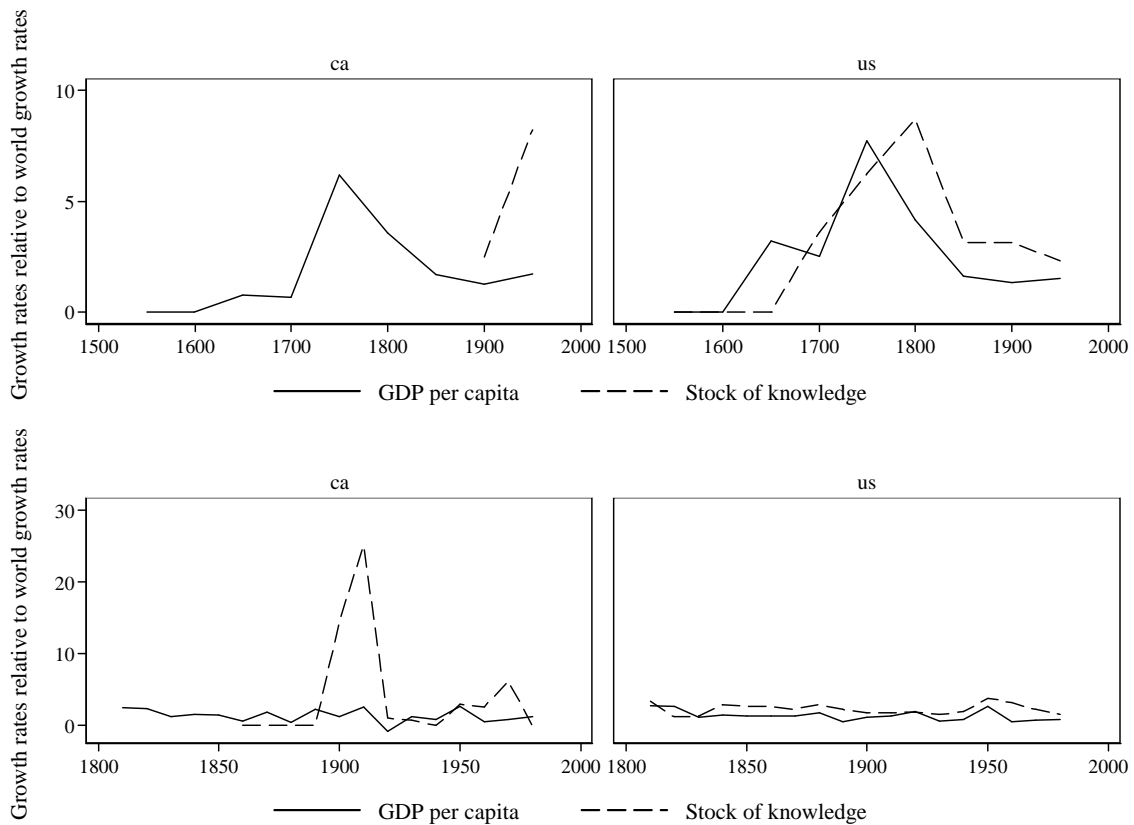 Growth rates relative to world growth rates
ca
us
10
5
0
1500 1600 1700 1800 1900 2000 1500 1600 1700 1800 1900 2000
GDP per capita Stock of knowledge
Growth rates relative to world growth rates
ca
us
30
20
10
0
1800 1850 1900 1950 2000 1800 1850 1900 1950 2000
GDP per capita Stock of knowledge